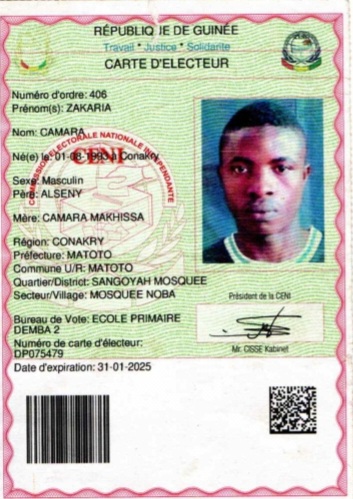 RÉPUBLIQUE DE GUINÉE
Travail * Justice * Solidarité
CARTE D'ELECTEUR
Numéro d'ordre: 406
Prénom(s): ZAKARIA
Nom: CAMARA
Né(e) le: 01-08-1993 à Conakry
COMMISSION ELECTORALE NATIONALE INDEPENDANTE
CENI
Sexe: Masculin
Père: ALSENY
Mère: CAMARA MAKHISSA
Région: CONAKRY
Préfecture: MATOTO
Commune U/R: MATOTO
Quartier/District: SANGOYAH MOSQUEE
Secteur/Village: MOSQUEE NOBA
Président de la CENI
Bureau de Vote: ECOLE PRIMAIRE
DEMBA 2
Numéro de carte d'électeur:
DP075479
Mr. CISSE Kabinet
Date d'expiration: 31-01-2025